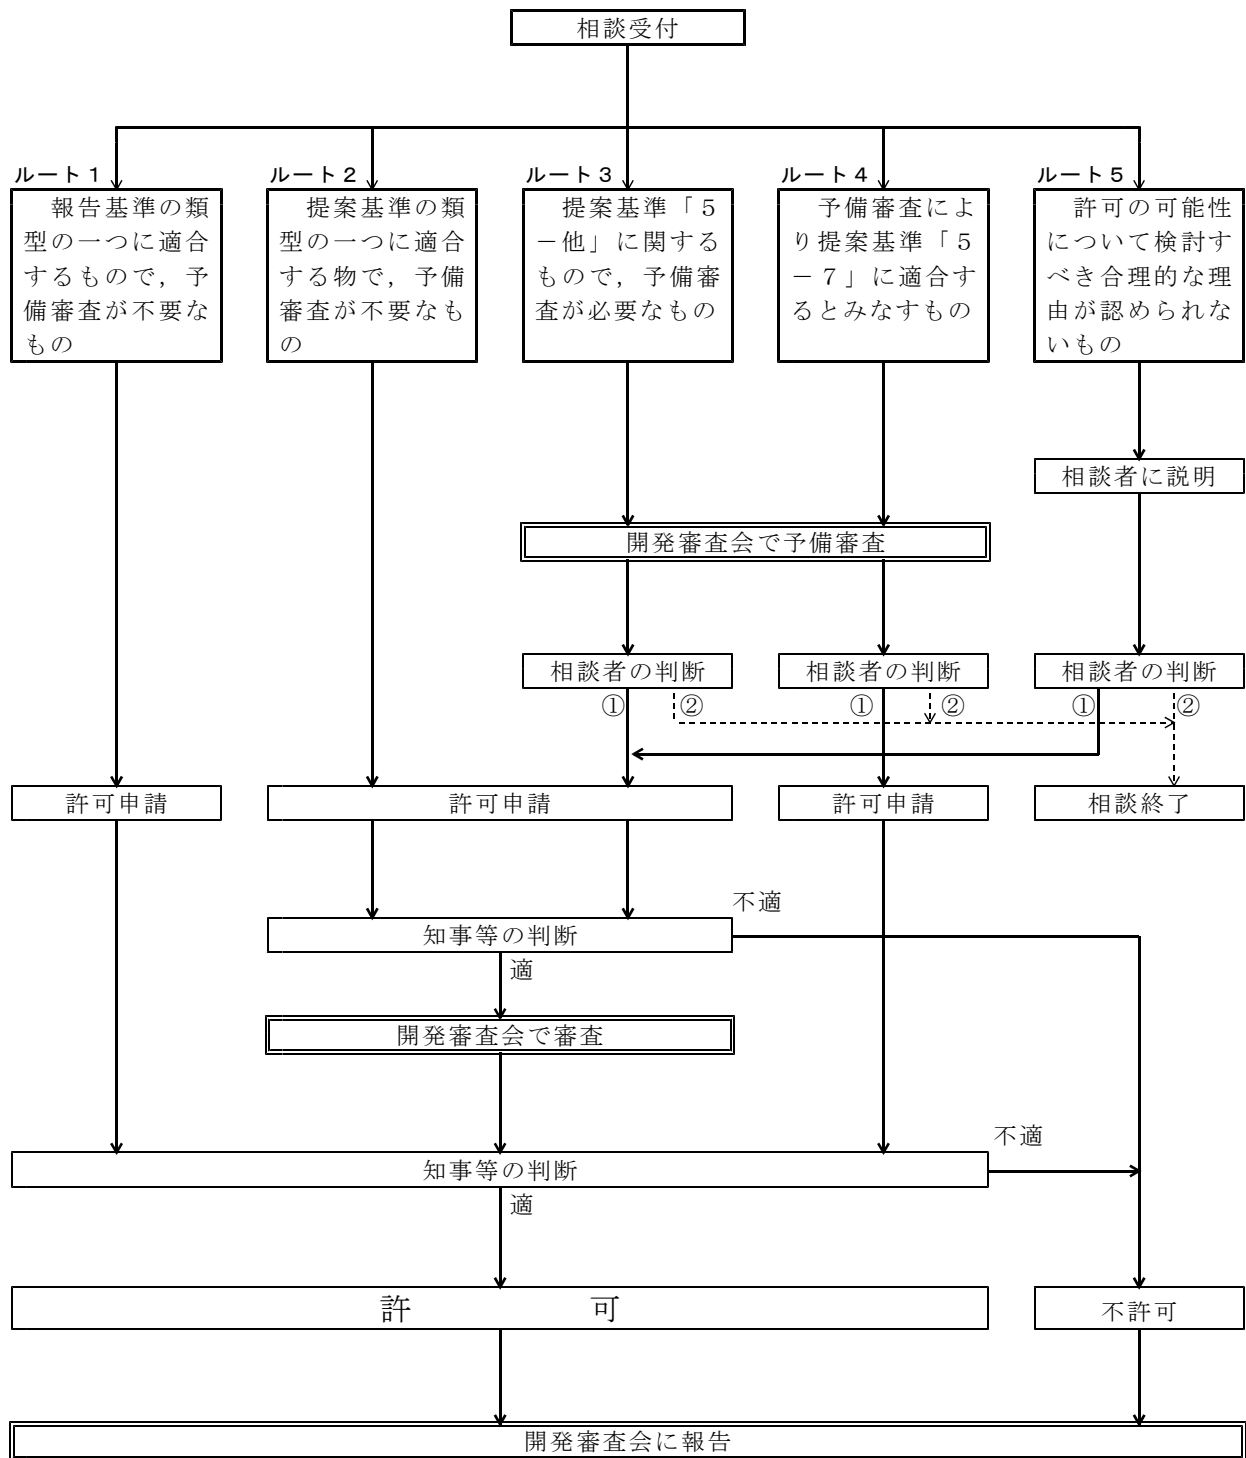 相談受付
ルート１
ルート２
ルート３
ルート４
ルート５
報告基準の類
型の一つに適合
するもので，予
備審査が不要な
もの
提案基準の類
型の一つに適合
する物で，予備
審査が不要なも
の
提案基準「５
－他」に関する
もので，予備審
査が必要なもの
予備審査によ
り提案基準「５
－７」に適合す
るとみなすもの
許可の可能性
について検討す
べき合理的な理
由が認められな
いもの
相談者に説明
開発審査会で予備審査
相談者の判断
相談者の判断
相談者の判断
①
②
①
②
①
②
許可申請
許可申請
許可申請
相談終了
不適
知事等の判断
適
開発審査会で審査
不適
知事等の判断
適
許 可
不許可
開発審査会に報告